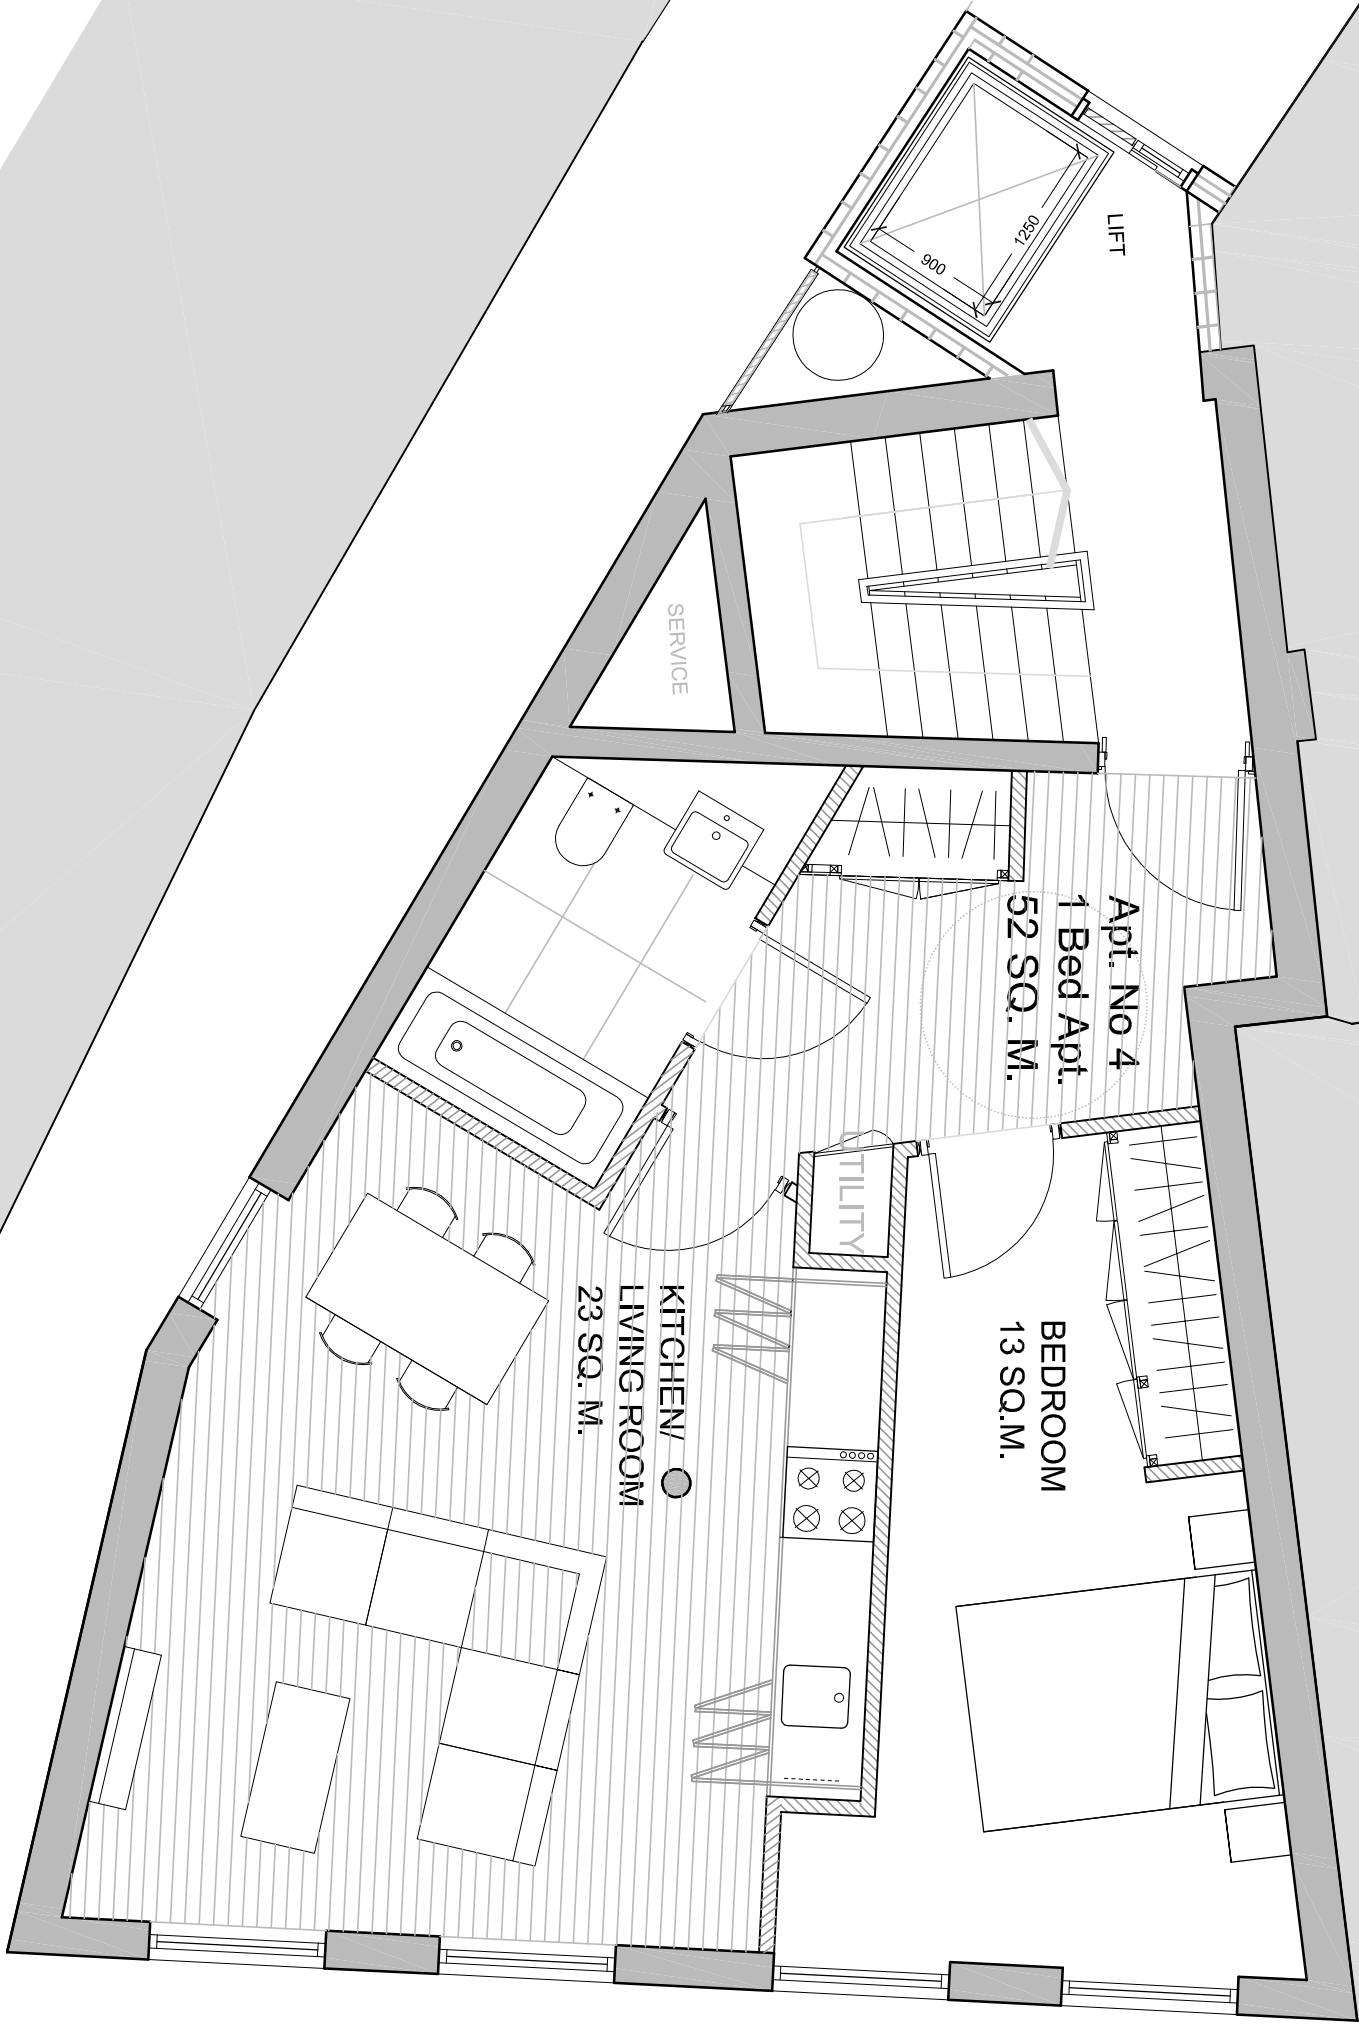 LIFT
1250
900
SERVICE
Apt. No 4
1 Bed Apt.
52 SQ. M.
UTILITY
KITCHEN/
LIVING ROOM
23 SQ. M.
BEDROOM
13 SQ.M.